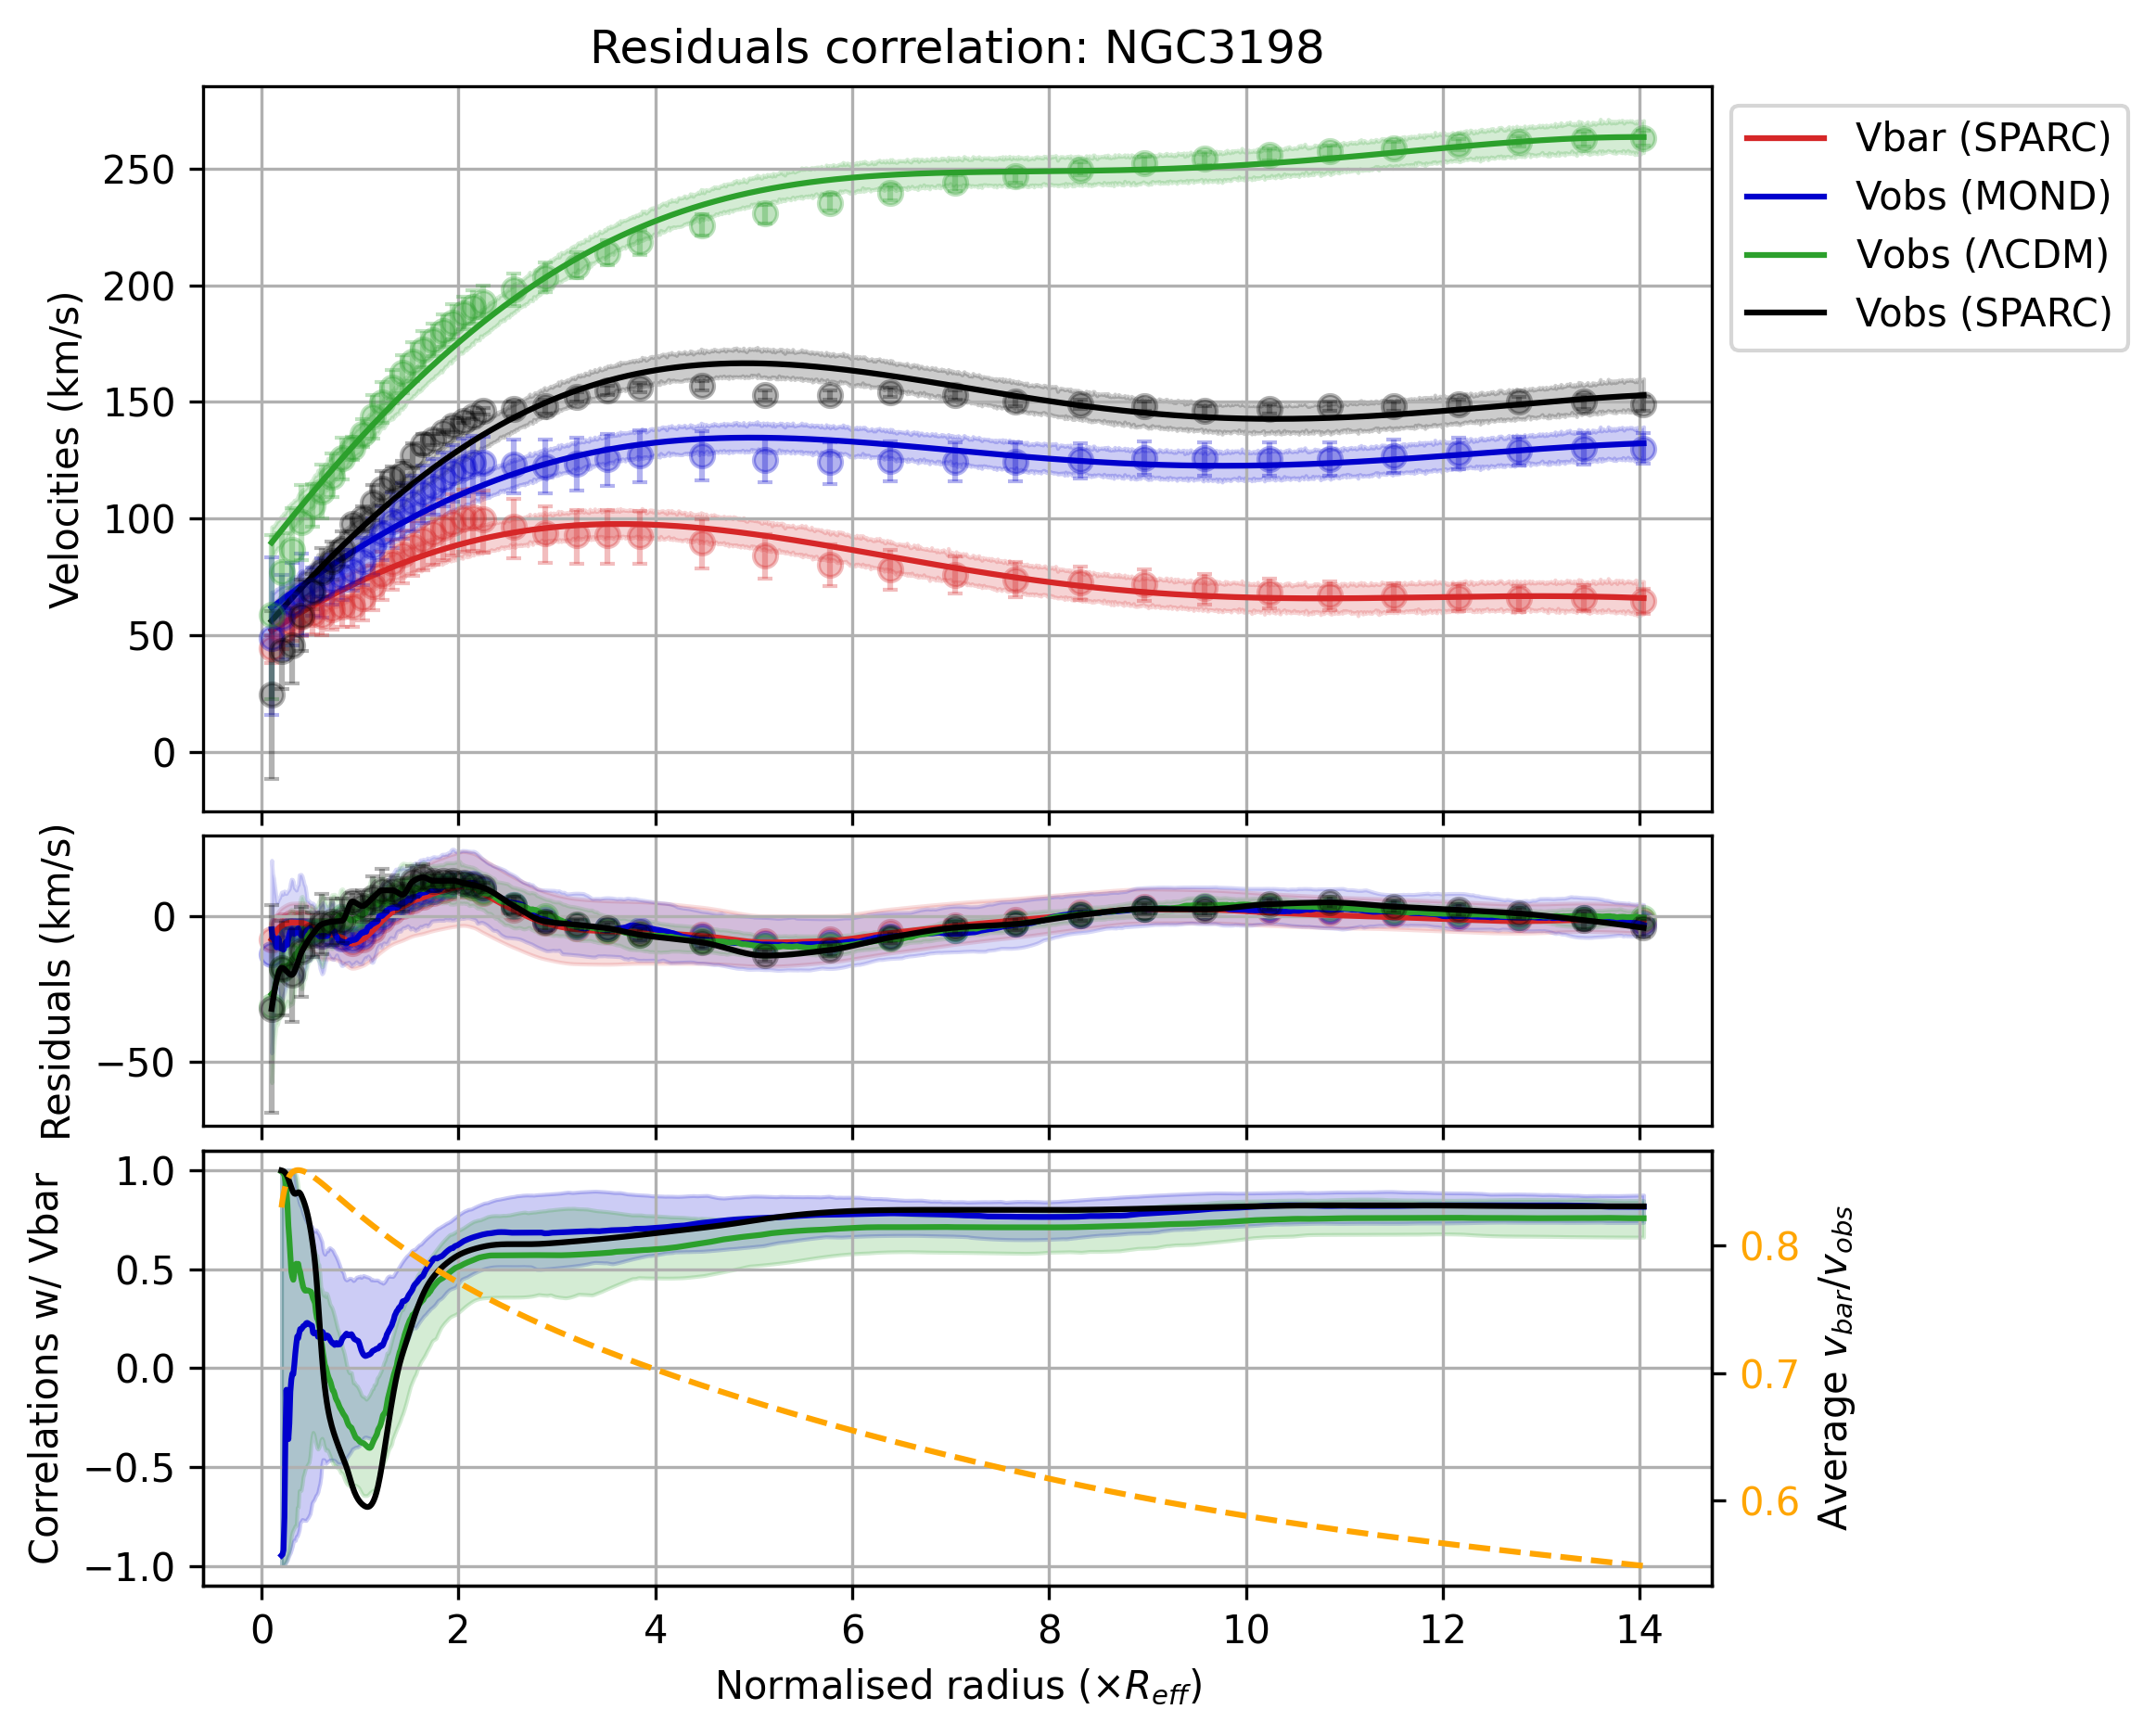 Residuals correlation: NGC3198
Velocities (km/s)
250
200
150
100
50
0
Vbar (SPARC)
Vobs (MOND)
Vobs (ΛCDM)
Vobs (SPARC)
Residuals (km/s)
0
−50
Correlations w/ Vbar
1.0
0.5
0.0
−0.5
−1.0
0.8
0.7
0.6
Average v_bar/v_obs
0 2 4 6 8 10 12 14
Normalised radius (×R_eff)